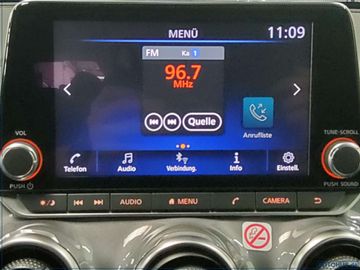 MENÜ 11:09
FM Ka 1
96.7
MHz
Quelle
Anrufliste
VOL TUNE·SCROLL
Telefon Audio Verbindung. Info Einstell.
PUSH PUSH SOUND
AUDIO MENU CAMERA